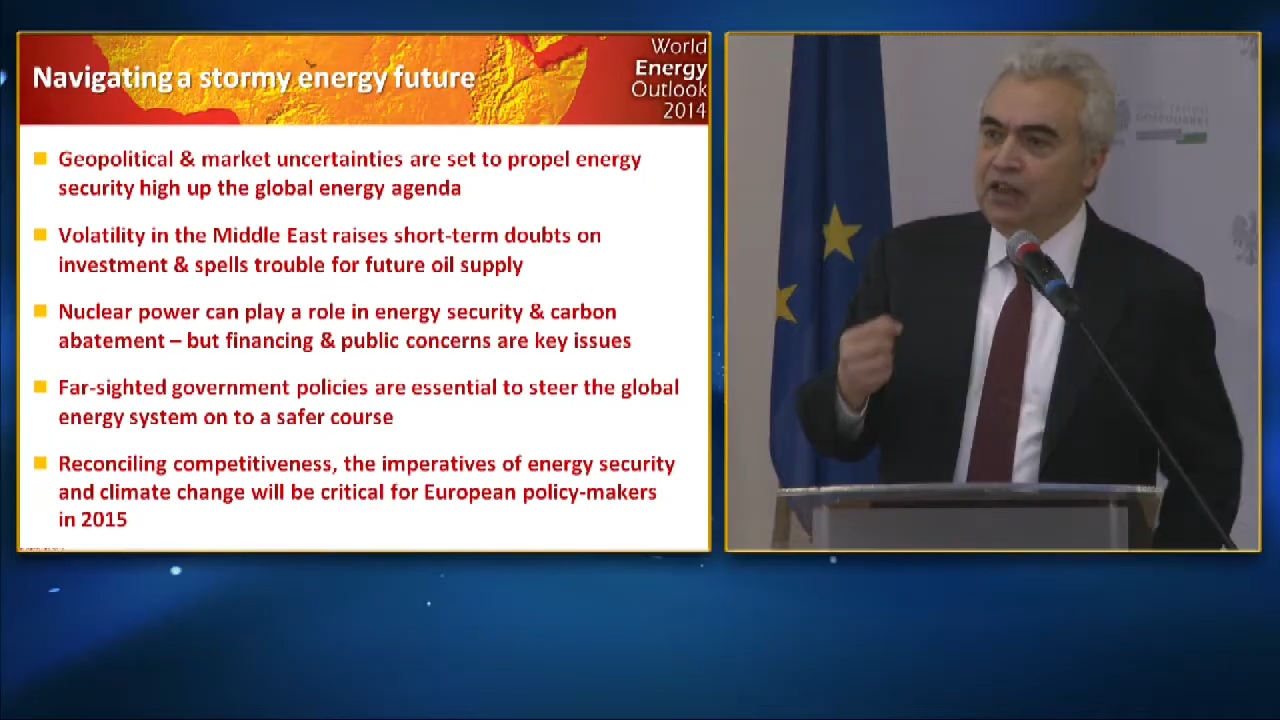 Navigating a stormy energy future
World
Energy
Outlook
2014
Geopolitical & market uncertainties are set to propel energy
security high up the global energy agenda
Volatility in the Middle East raises short-term doubts on
investment & spells trouble for future oil supply
Nuclear power can play a role in energy security & carbon
abatement – but financing & public concerns are key issues
Far-sighted government policies are essential to steer the global
energy system on to a safer course
Reconciling competitiveness, the imperatives of energy security
and climate change will be critical for European policy-makers
in 2015